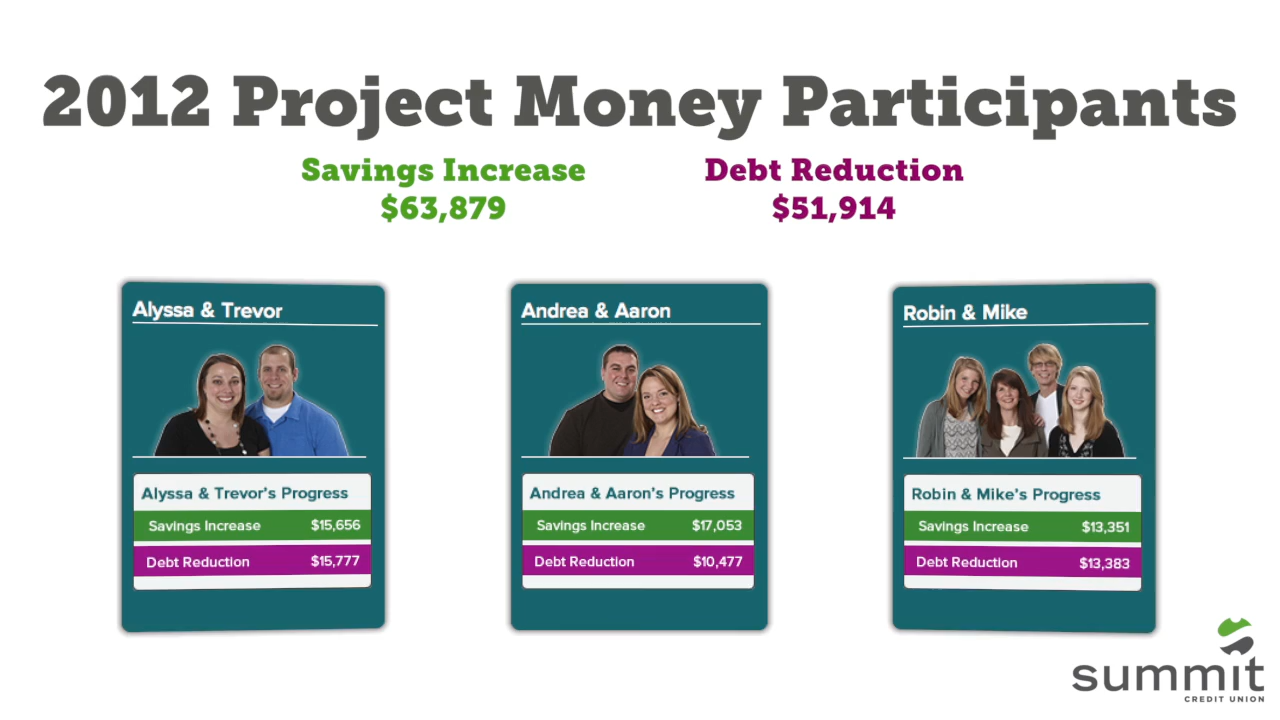 2012 Project Money Participants
Savings Increase
$63,879
Debt Reduction
$51,914
Alyssa & Trevor
Alyssa & Trevor's Progress
Savings Increase $15,656
Debt Reduction $15,777
Andrea & Aaron
Andrea & Aaron's Progress
Savings Increase $17,053
Debt Reduction $10,477
Robin & Mike
Robin & Mike's Progress
Savings Increase $13,351
Debt Reduction $13,383
summit
CREDIT UNION